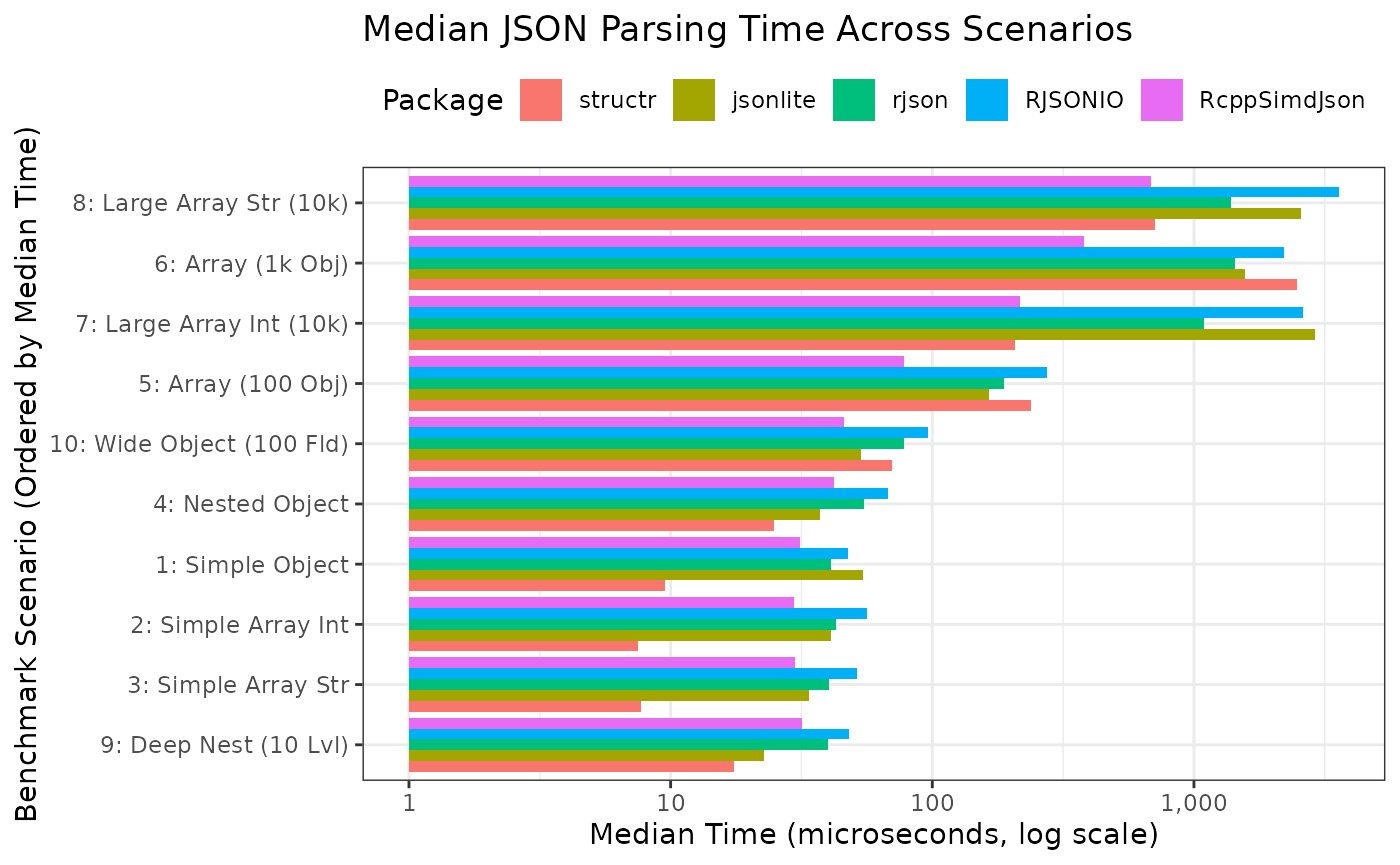 Median JSON Parsing Time Across Scenarios
Package structr jsonlite rjson RJSONIO RcppSimdJson
Benchmark Scenario (Ordered by Median Time)
8: Large Array Str (10k)
6: Array (1k Obj)
7: Large Array Int (10k)
5: Array (100 Obj)
10: Wide Object (100 Fld)
4: Nested Object
1: Simple Object
2: Simple Array Int
3: Simple Array Str
9: Deep Nest (10 Lvl)
1 10 100 1,000
Median Time (microseconds, log scale)